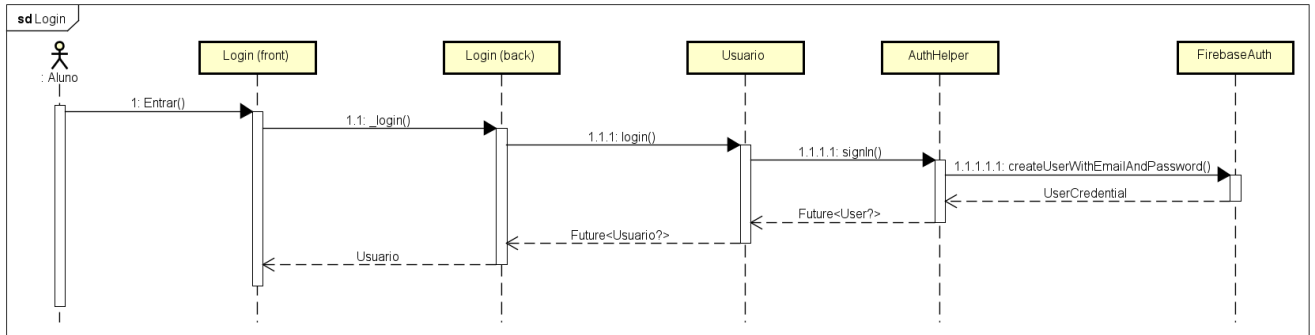 sd Login
: Aluno
Login (front)
Login (back)
Usuario
AuthHelper
FirebaseAuth
1: Entrar()
1.1: _login()
1.1.1: login()
1.1.1.1: signIn()
1.1.1.1.1: createUserWithEmailAndPassword()
UserCredential
Future<User?>
Future<Usuario?>
Usuario